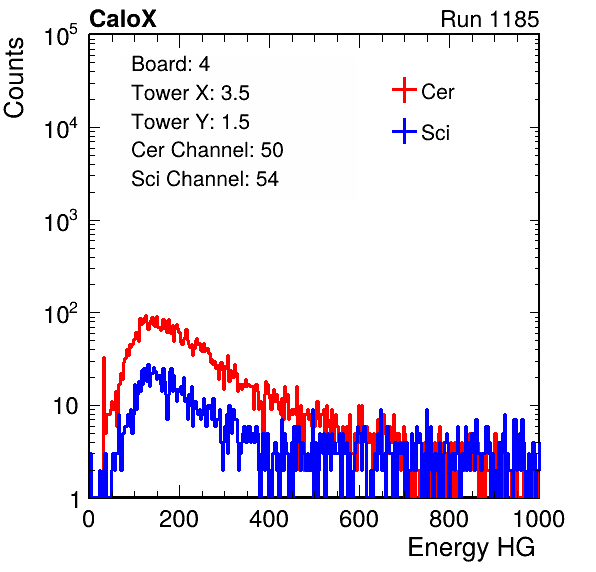 CaloX Run 1185
Counts
10^5
10^4
10^3
10^2
10
1
Board: 4
Tower X: 3.5
Tower Y: 1.5
Cer Channel: 50
Sci Channel: 54
Cer
Sci
0 200 400 600 800 1000
Energy HG